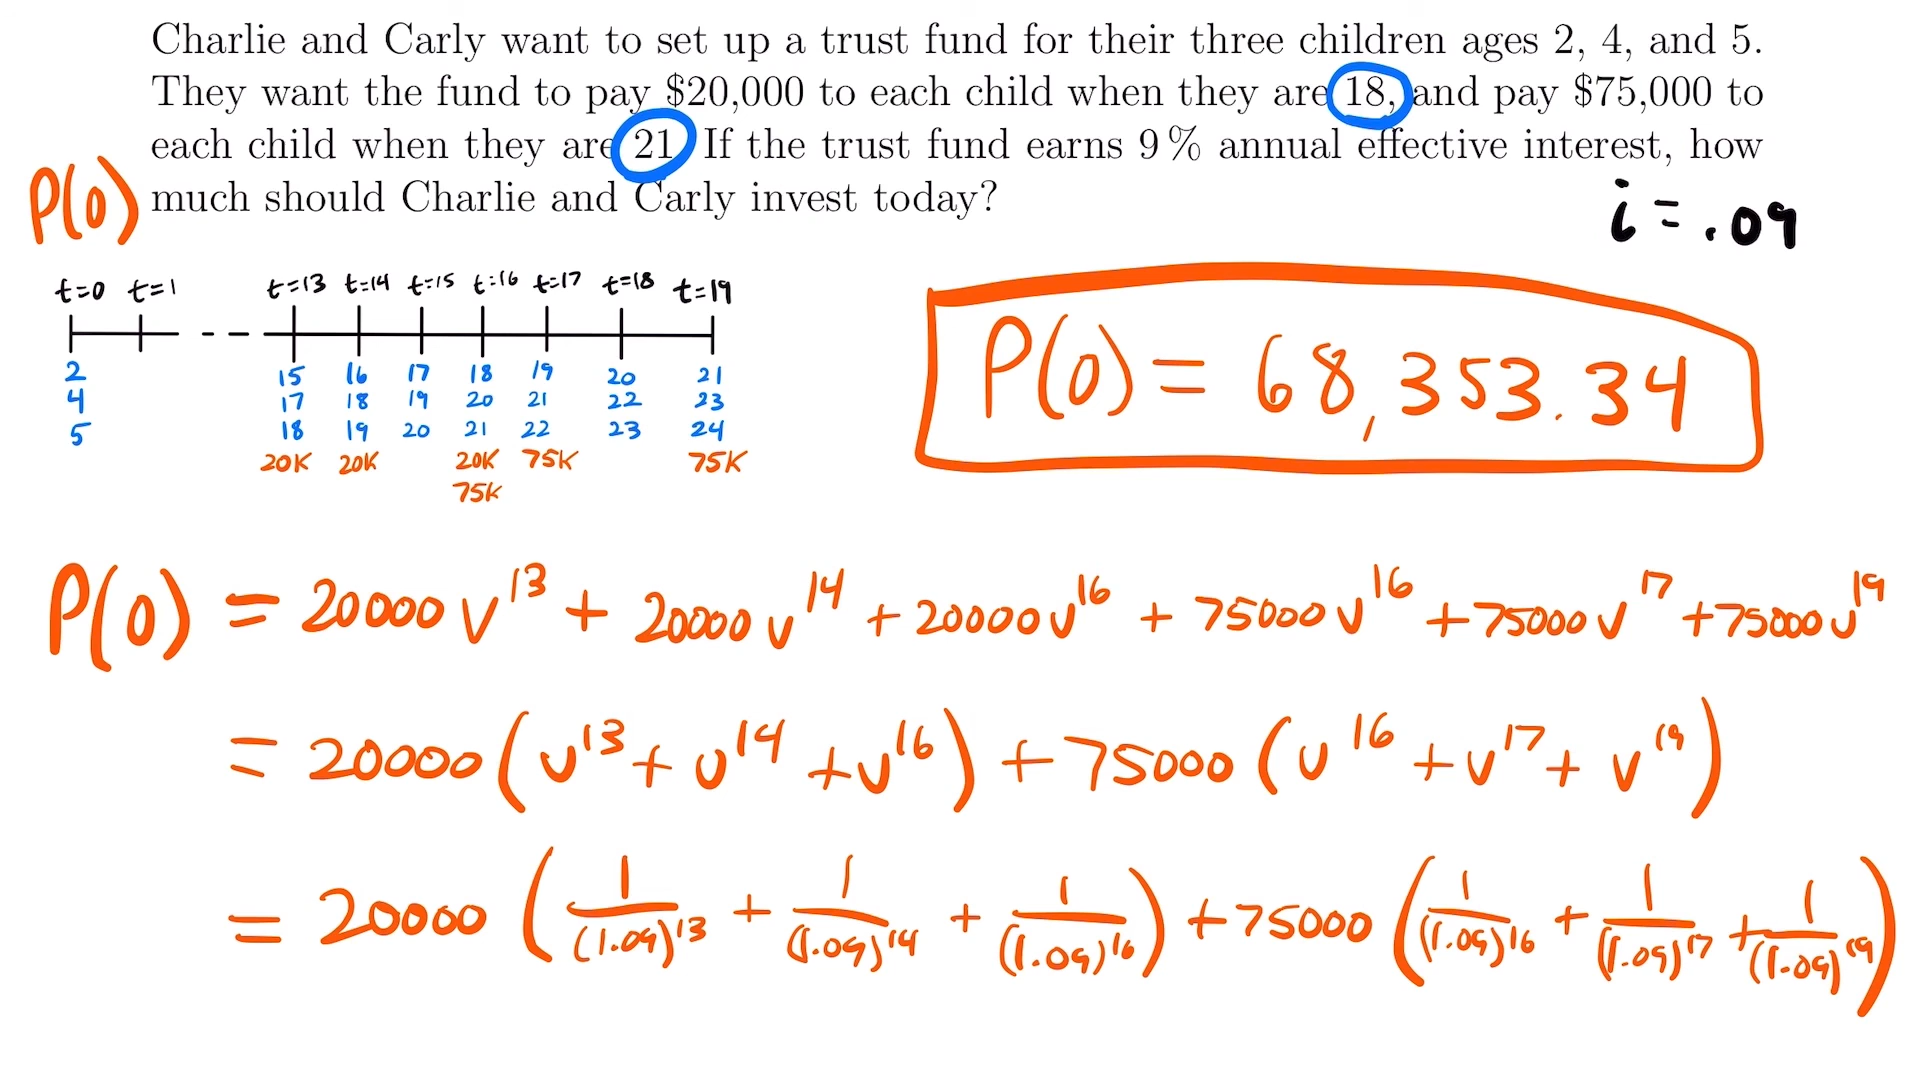 Charlie and Carly want to set up a trust fund for their three children ages 2, 4, and 5.
They want the fund to pay $20,000 to each child when they are 18, and pay $75,000 to
each child when they are 21 If the trust fund earns 9 % annual effective interest, how
much should Charlie and Carly invest today?
P(0)
i = .09
t=0 t=1 t=13 t=14 t=15 t=16 t=17 t=18 t=19
2 15 16 17 18 19 20 21
4 17 18 19 20 21 22 23
5 18 19 20 21 22 23 24
20K 20K 20K 75K 75K
75K
P(0) = 68,353.34
P(0) = 20000 v^13 + 20000 v^14 + 20000 v^16 + 75000 v^16 + 75000 v^17 + 75000 v^19
= 20000 (v^13 + v^14 + v^16) + 75000 (v^16 + v^17 + v^19)
= 20000 (1/(1.09)^13 + 1/(1.09)^14 + 1/(1.09)^16) + 75000 (1/(1.09)^16 + 1/(1.09)^17 + 1/(1.09)^19)